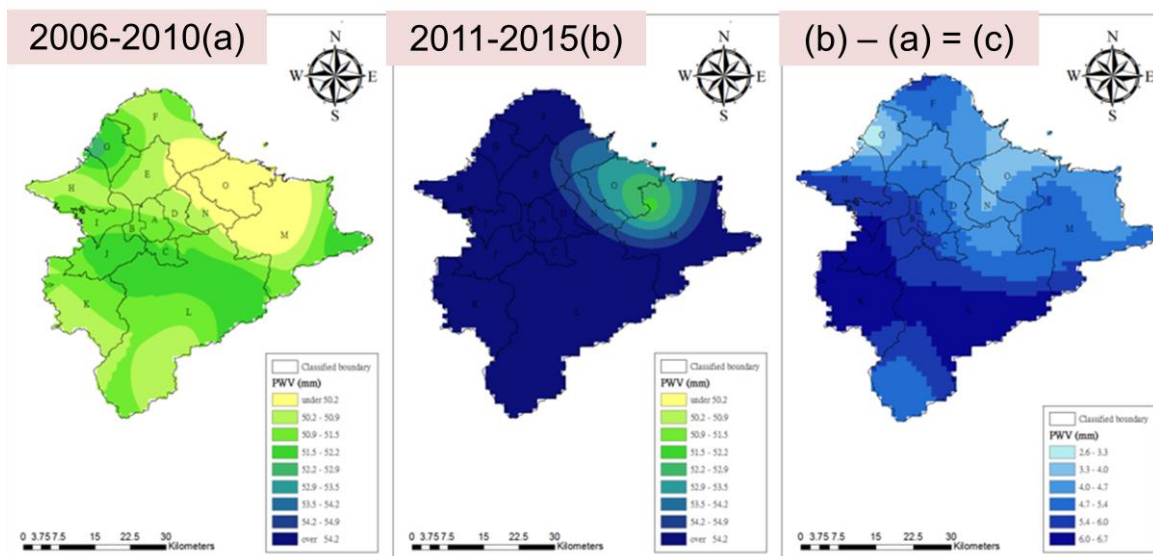 2006-2010(a)
N
W E
S
F
G
E
H
O
D
A
N
I
B
M
C
J
K
L
Classified boundary
PWV (mm)
under 50.2
50.2 - 50.9
50.9 - 51.5
51.5 - 52.2
52.2 - 52.9
52.9 - 53.5
53.5 - 54.2
54.2 - 54.9
over 54.2
0 3.75 7.5 15 22.5 30
Kilometers
2011-2015(b)
N
W E
S
O
N
M
Classified boundary
PWV (mm)
under 50.2
50.2 - 50.9
50.9 - 51.5
51.5 - 52.2
52.2 - 52.9
52.9 - 53.5
53.5 - 54.2
54.2 - 54.9
over 54.2
0 3.75 7.5 15 22.5 30
Kilometers
(b) – (a) = (c)
N
W E
S
F
G
E
H
O
D
A
N
M
C
Classified boundary
PWV (mm)
2.6 - 3.3
3.3 - 4.0
4.0 - 4.7
4.7 - 5.4
5.4 - 6.0
6.0 - 6.7
0 3.75 7.5 15 22.5 30
Kilometers